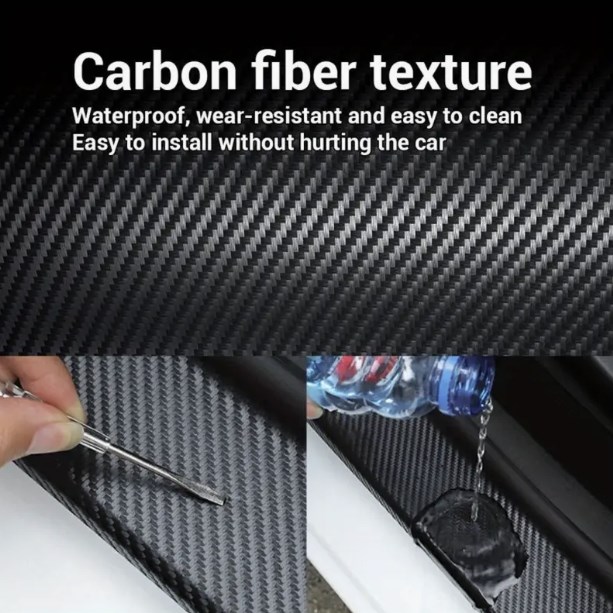 Carbon fiber texture
Waterproof, wear-resistant and easy to clean
Easy to install without hurting the car